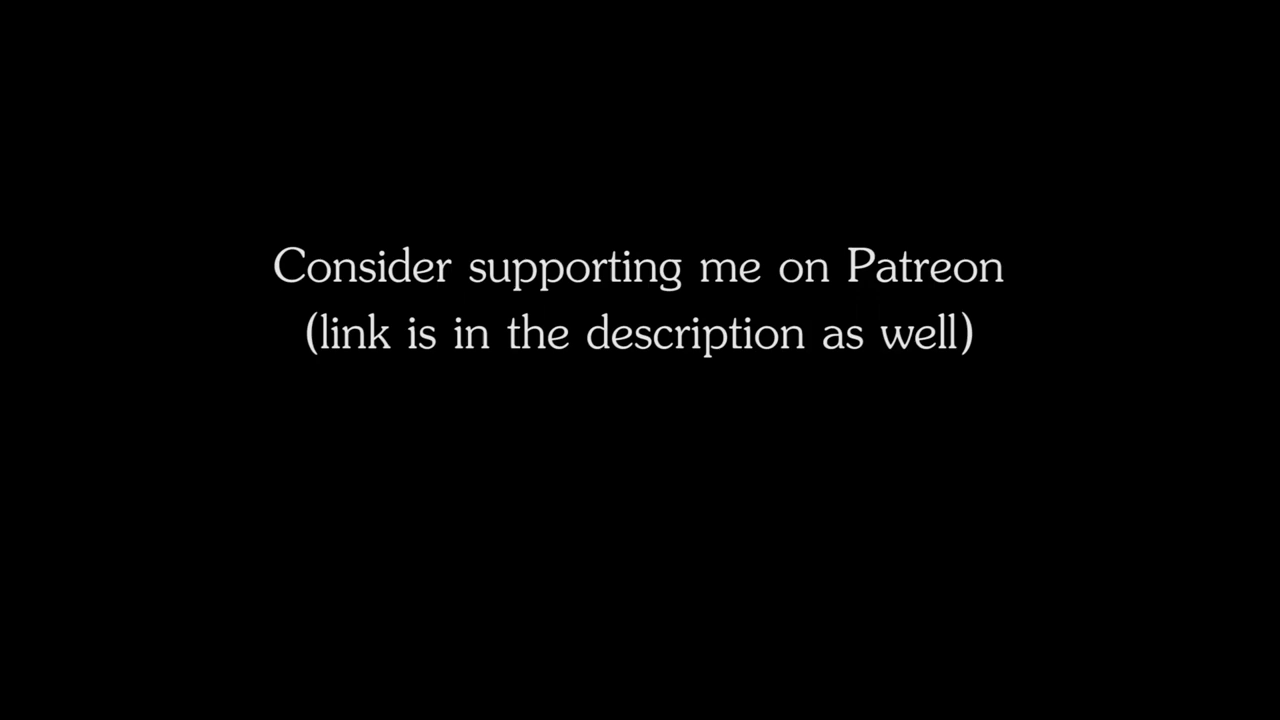 Consider supporting me on Patreon
(link is in the description as well)